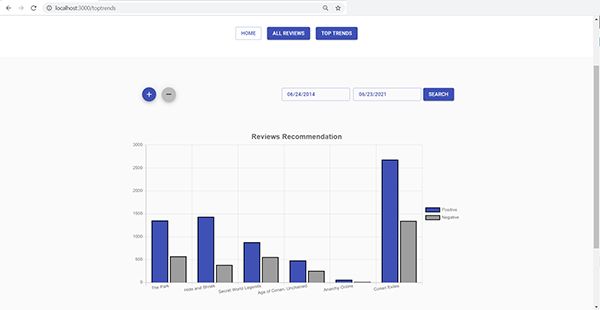 localhost:3000/toptrends
HOME ALL REVIEWS TOP TRENDS
+ − 06/24/2014 06/23/2021 SEARCH
Reviews Recommendation
3000
2500
2000
1500
1000
500
0
Positive
Negative
The Park Hide and Shriek Secret World Legends Age of Conan: Unchained Anarchy Online Conan Exiles